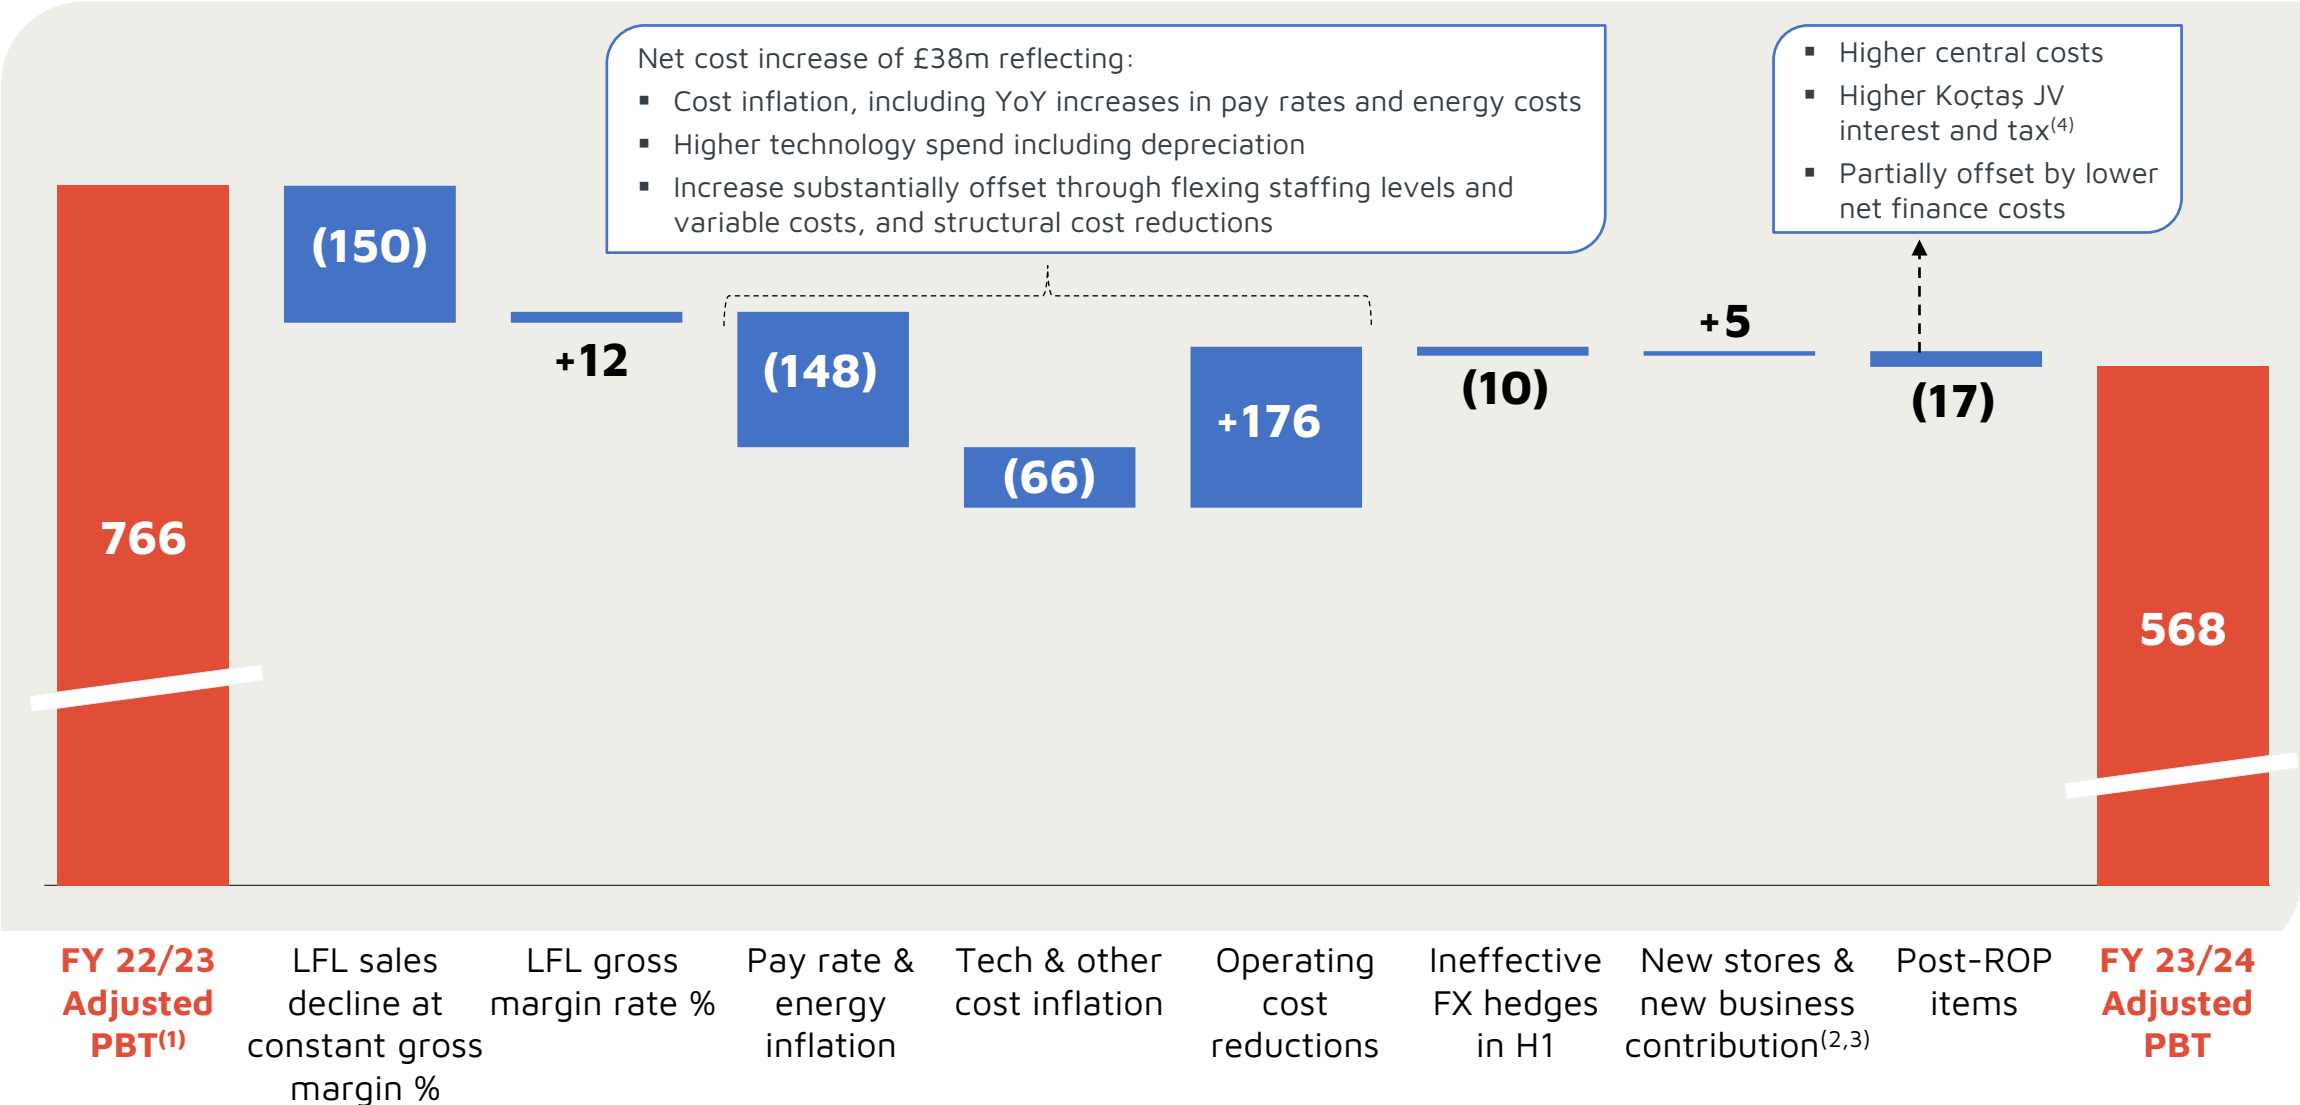 Net cost increase of £38m reflecting:
▪ Cost inflation, including YoY increases in pay rates and energy costs
▪ Higher technology spend including depreciation
▪ Increase substantially offset through flexing staffing levels and
variable costs, and structural cost reductions
▪ Higher central costs
▪ Higher Koçtaş JV
interest and tax(4)
▪ Partially offset by lower
net finance costs
766
(150)
+12
(148)
(66)
+176
(10)
+5
(17)
568
FY 22/23
Adjusted
PBT(1)
LFL sales
decline at
constant gross
margin %
LFL gross
margin rate %
Pay rate &
energy
inflation
Tech & other
cost inflation
Operating
cost
reductions
Ineffective
FX hedges
in H1
New stores &
new business
contribution(2,3)
Post-ROP
items
FY 23/24
Adjusted
PBT